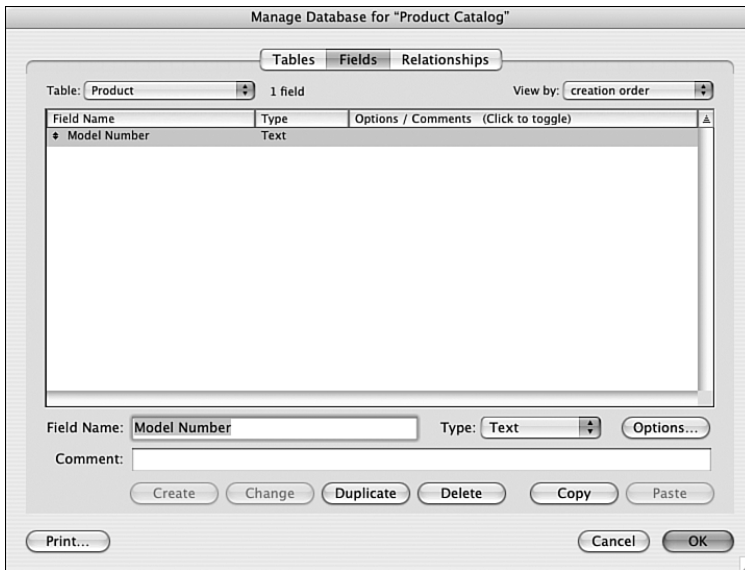 Manage Database for “Product Catalog”
Tables Fields Relationships
Table: Product 1 field View by: creation order
Field Name Type Options / Comments (Click to toggle)
Model Number Text
Field Name: Model Number Type: Text Options...
Comment:
Create Change Duplicate Delete Copy Paste
Print... Cancel OK